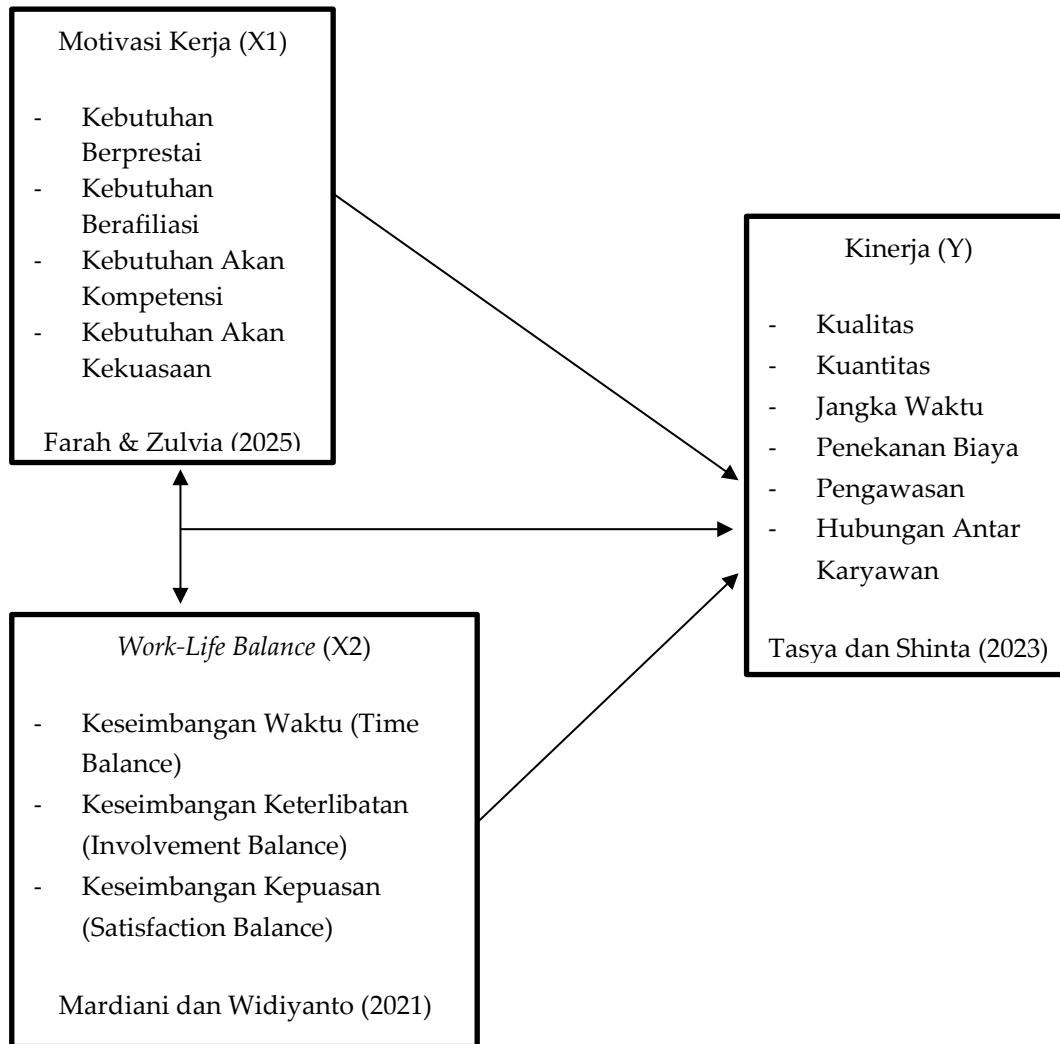 Motivasi Kerja (X1)
- Kebutuhan
Berprestai
- Kebutuhan
Berafiliasi
- Kebutuhan Akan
Kompetensi
- Kebutuhan Akan
Kekuasaan
Farah & Zulvia (2025)
Kinerja (Y)
- Kualitas
- Kuantitas
- Jangka Waktu
- Penekanan Biaya
- Pengawasan
- Hubungan Antar
Karyawan
Tasya dan Shinta (2023)
Work-Life Balance (X2)
- Keseimbangan Waktu (Time
Balance)
- Keseimbangan Keterlibatan
(Involvement Balance)
- Keseimbangan Kepuasan
(Satisfaction Balance)
Mardiani dan Widiyanto (2021)